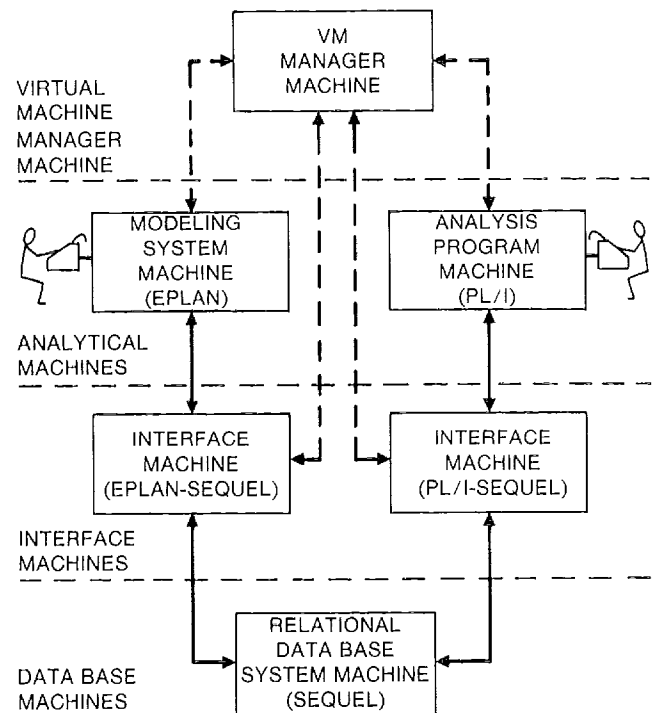 VM
MANAGER
MACHINE
VIRTUAL
MACHINE
MANAGER
MACHINE
MODELING
SYSTEM
MACHINE
(EPLAN)
ANALYSIS
PROGRAM
MACHINE
(PL/I)
ANALYTICAL
MACHINES
INTERFACE
MACHINE
(EPLAN-SEQUEL)
INTERFACE
MACHINE
(PL/I-SEQUEL)
INTERFACE
MACHINES
RELATIONAL
DATA BASE
SYSTEM MACHINE
(SEQUEL)
DATA BASE
MACHINES